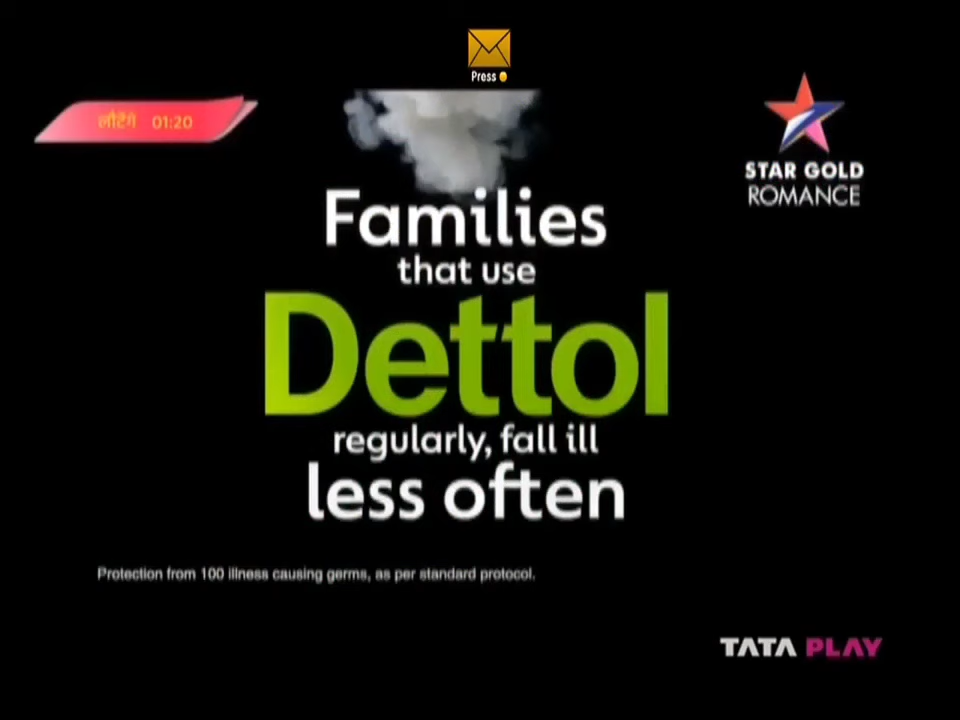 Press
लौटेंगे 01:20
STAR GOLD
ROMANCE
Families
that use
Dettol
regularly, fall ill
less often
Protection from 100 illness causing germs, as per standard protocol.
TATA PLAY